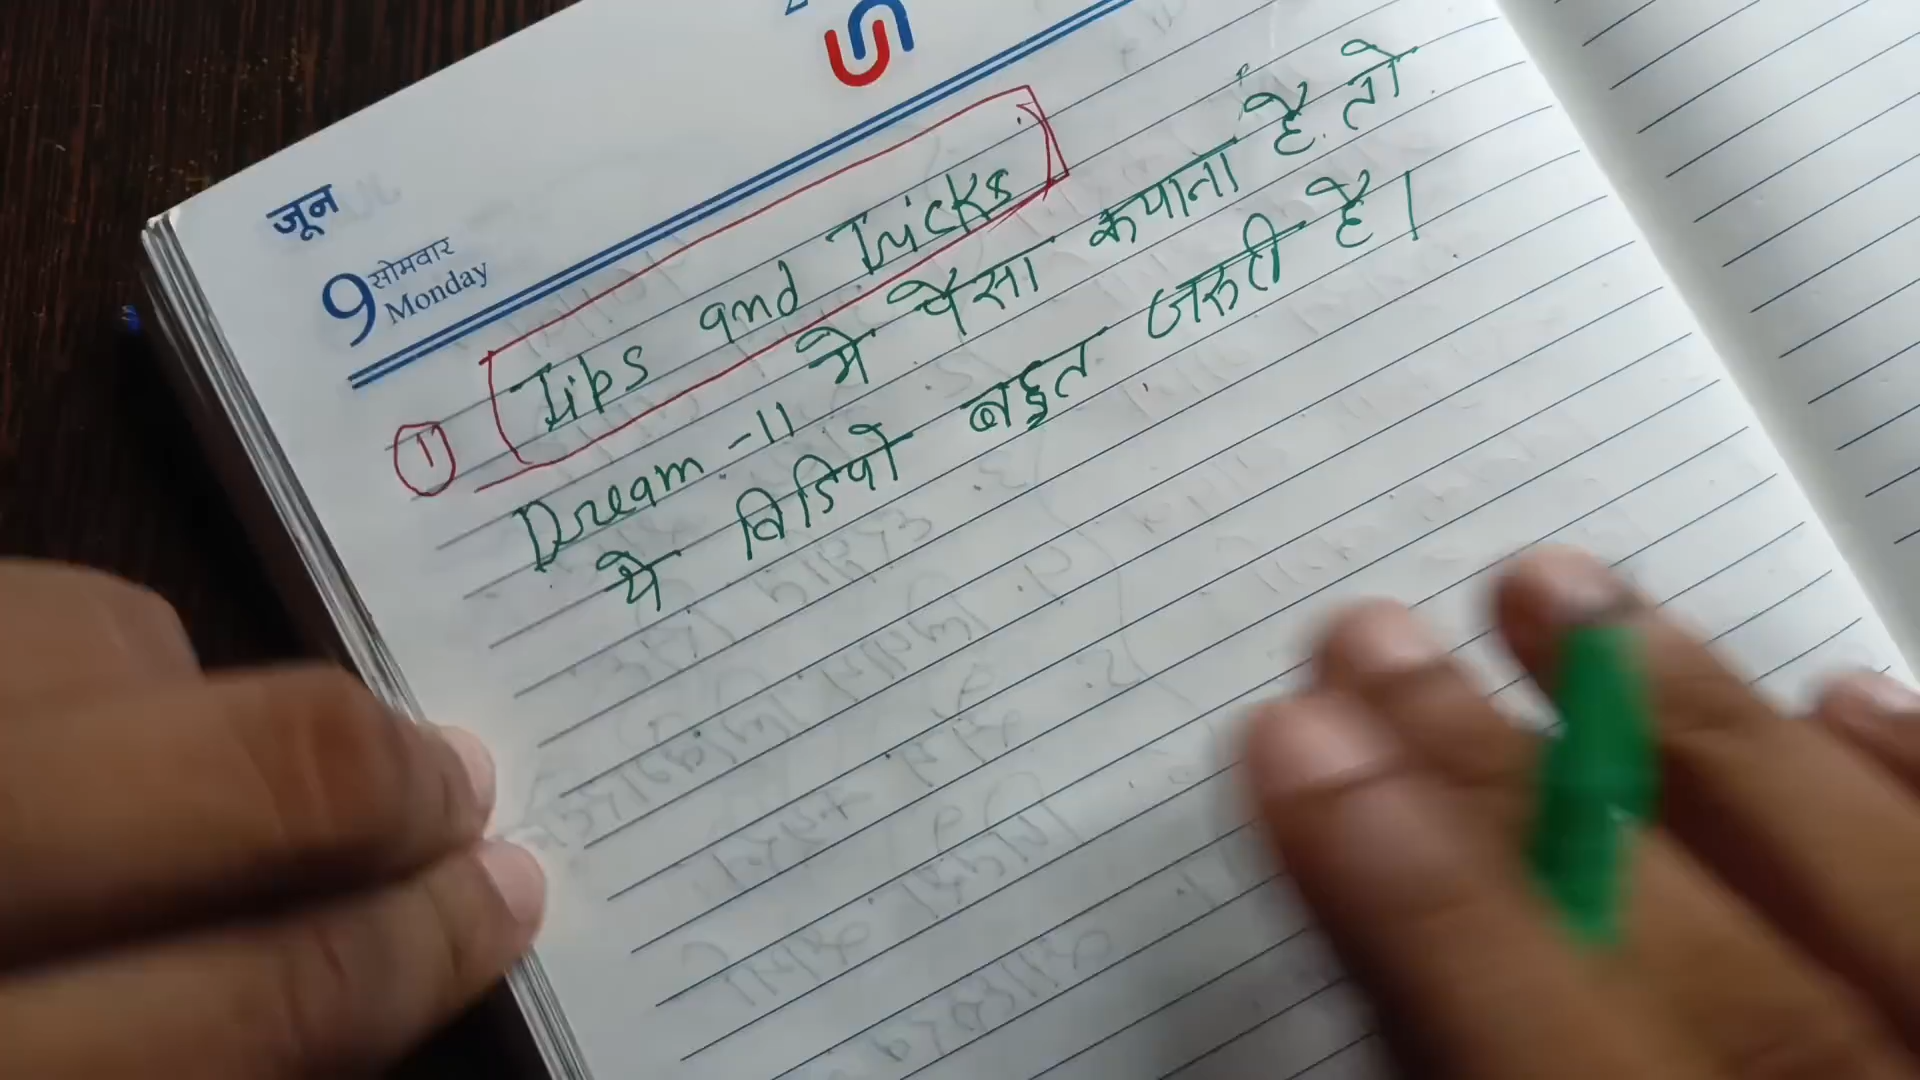 जून
9 सोमवार
Monday
① Tips and Tricks
Dream -11 मे पैसा कमाना है तो
ये विडियो बहुत जरुरी है।